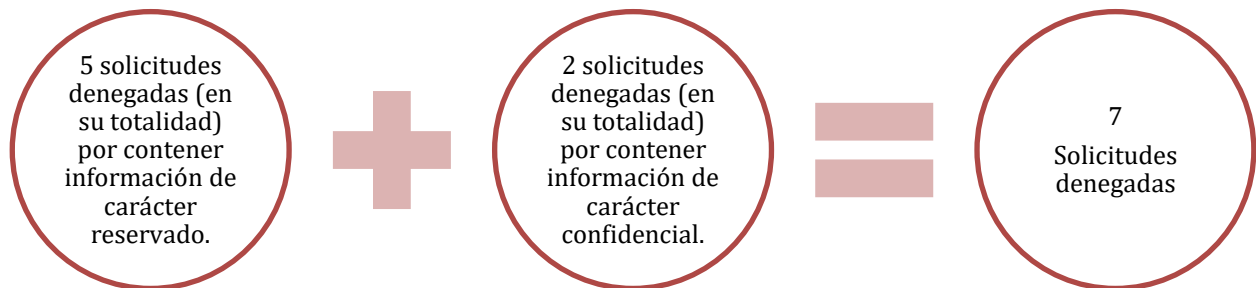 5 solicitudes
denegadas (en
su totalidad)
por contener
información de
carácter
reservado.
2 solicitudes
denegadas (en
su totalidad)
por contener
información de
carácter
confidencial.
7
Solicitudes
denegadas